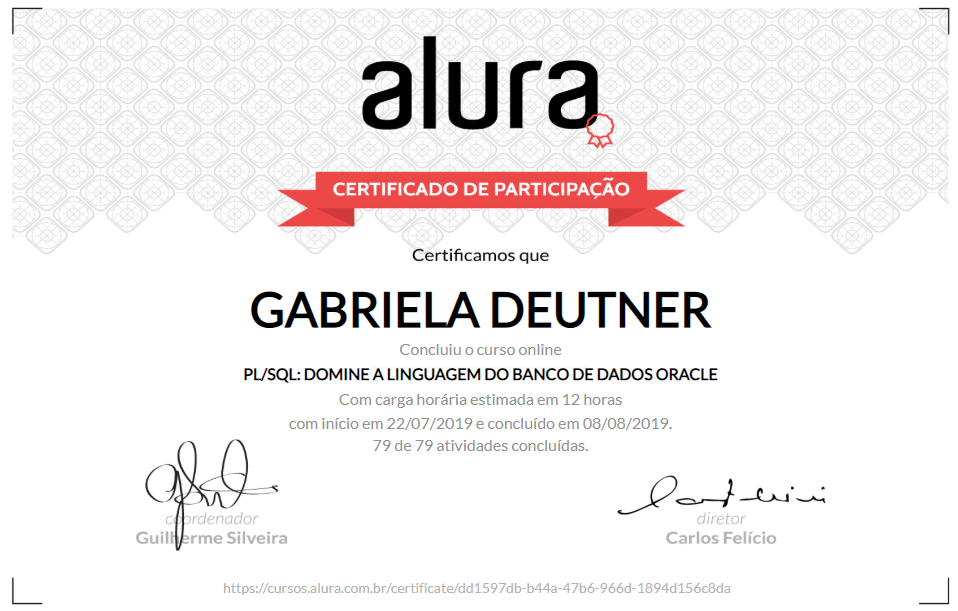 alura
CERTIFICADO DE PARTICIPAÇÃO
Certificamos que
GABRIELA DEUTNER
Concluiu o curso online
PL/SQL: DOMINE A LINGUAGEM DO BANCO DE DADOS ORACLE
Com carga horária estimada em 12 horas
com início em 22/07/2019 e concluído em 08/08/2019.
79 de 79 atividades concluídas.
coordenador
Guilherme Silveira
diretor
Carlos Felício
https://cursos.alura.com.br/certificate/dd1597db-b44a-47b6-966d-1894d156c8da